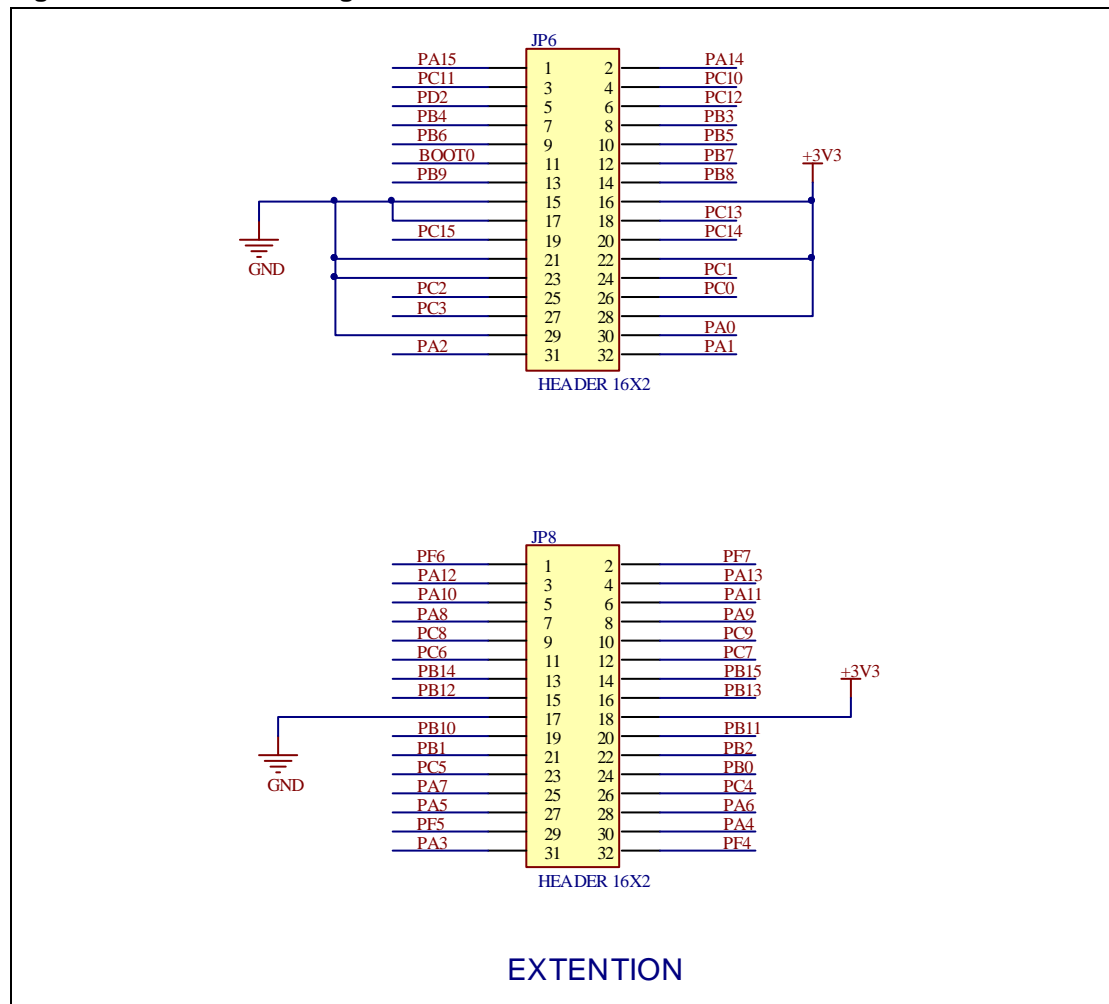 JP6
PA15 1 2 PA14
PC11 3 4 PC10
PD2 5 6 PC12
PB4 7 8 PB3
PB6 9 10 PB5
BOOT0 11 12 PB7 +3V3
PB9 13 14 PB8
15 16
17 18 PC13
PC15 19 20 PC14
21 22
GND 23 24 PC1
PC2 25 26 PC0
PC3 27 28
29 30 PA0
PA2 31 32 PA1
HEADER 16X2
JP8
PF6 1 2 PF7
PA12 3 4 PA13
PA10 5 6 PA11
PA8 7 8 PA9
PC8 9 10 PC9
PC6 11 12 PC7
PB14 13 14 PB15 +3V3
PB12 15 16 PB13
17 18
PB10 19 20 PB11
PB1 21 22 PB2
PC5 23 24 PB0
GND
PA7 25 26 PC4
PA5 27 28 PA6
PF5 29 30 PA4
PA3 31 32 PF4
HEADER 16X2
EXTENTION